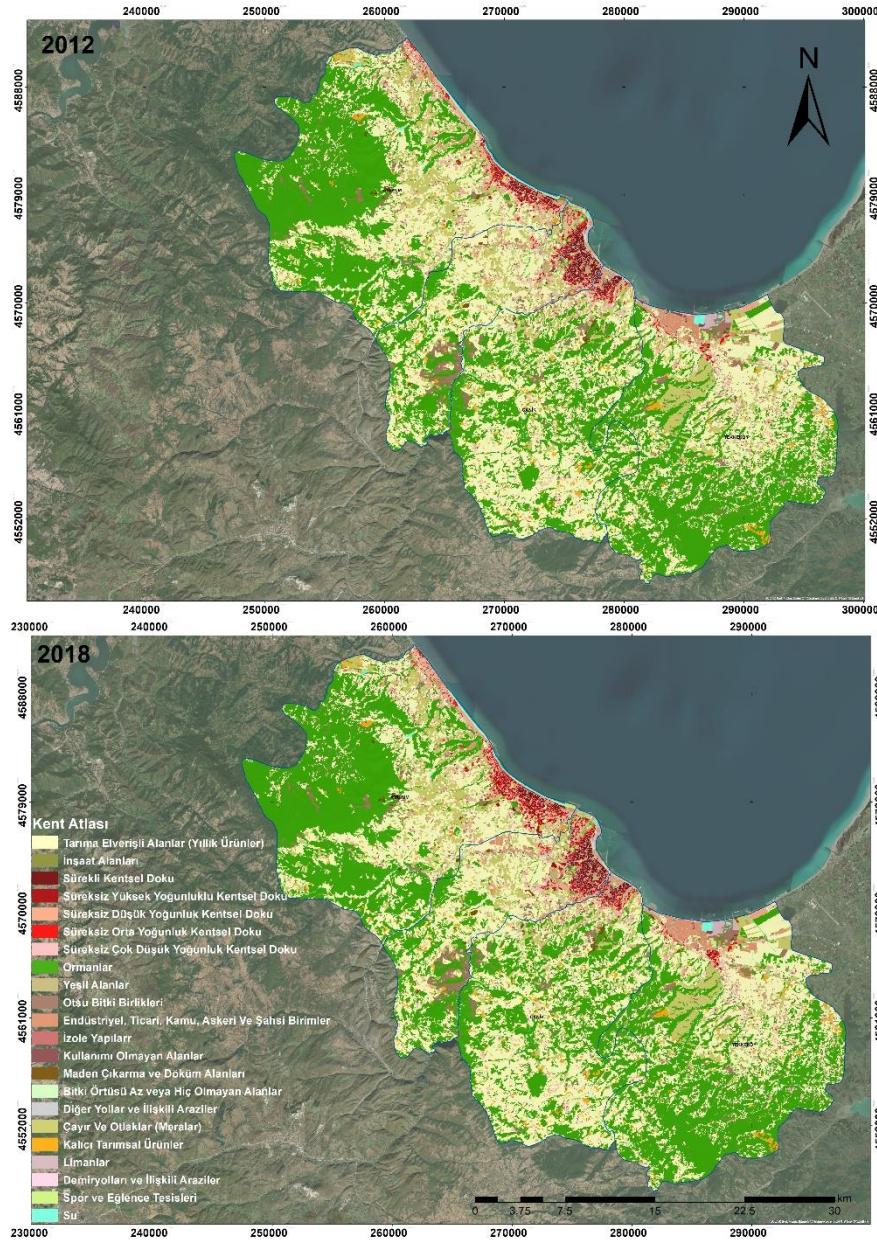 240000 250000 260000 270000 280000 290000 300000
2012
N
4588000 4588000
4579000 4579000
4570000 4570000
4561000 4561000
4552000 4552000
240000 250000 260000 270000 280000 290000 300000
230000 240000 250000 260000 270000 280000 290000
2018
4588000
4579000 4579000
4570000
4561000
4552000
Kent Atlası
Tarıma Elverişli Alanlar (Yıllık Ürünler)
İnşaat Alanları
Sürekli Kentsel Doku
Süreksiz Yüksek Yoğunluklu Kentsel Doku
Süreksiz Düşük Yoğunluk Kentsel Doku
Süreksiz Orta Yoğunluk Kentsel Doku
Süreksiz Çok Düşük Yoğunluk Kentsel Doku
Ormanlar
Yeşil Alanlar
Otsu Bitki Birlikleri
Endüstriyel, Ticari, Kamu, Askeri Ve Şahsi Birimler
İzole Yapılarr
Kullanımı Olmayan Alanlar
Maden Çıkarma ve Döküm Alanları
Bitki Örtüsü Az veya Hiç Olmayan Alanlar
Diğer Yollar ve İlişkili Araziler
Çayır Ve Otlaklar (Meralar)
Kalıcı Tarımsal Ürünler
Limanlar
Demiryolları ve İlişkili Araziler
Spor ve Eğlence Tesisleri
Su
km
0 3.75 7.5 15 22.5 30
230000 240000 250000 260000 270000 280000 290000